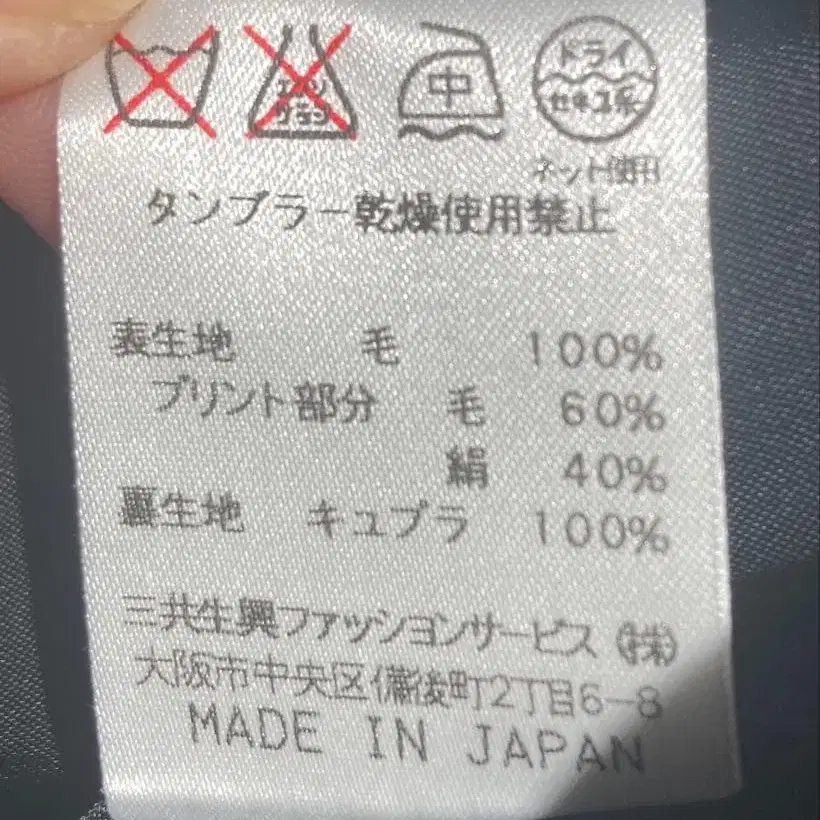 エンソ サラシ 中 ドライ セキユ系
ネット使用
タンブラー乾燥使用禁止
表生地 毛 100%
プリント部分 毛 60%
絹 40%
裏生地 キュプラ 100%
三共生興ファッションサービス(株)
大阪市中央区備後町2丁目6-8
MADE IN JAPAN